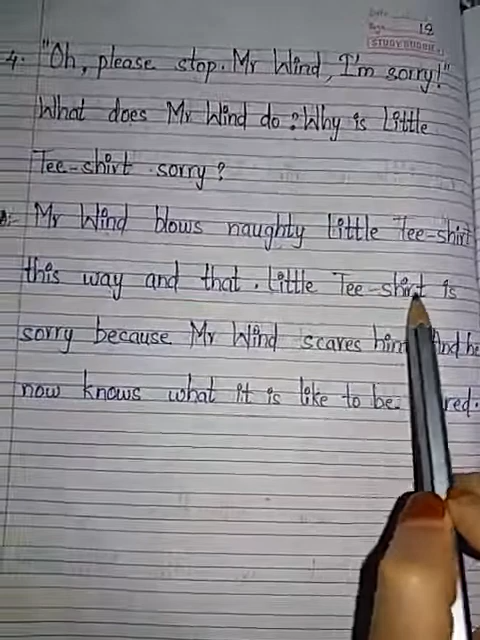 Date
Page 12
STUDY BUDDIES
4. "Oh, please stop. Mr Wind, I'm sorry!"
What does Mr Wind do? Why is Little
Tee-shirt sorry?
Mr Wind blows naughty Little Tee-shirt
this way and that. Little Tee-shirt is
sorry because Mr Wind scares him And he
now knows what it is like to be